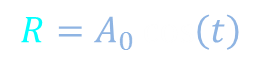 R = A₀ (t)